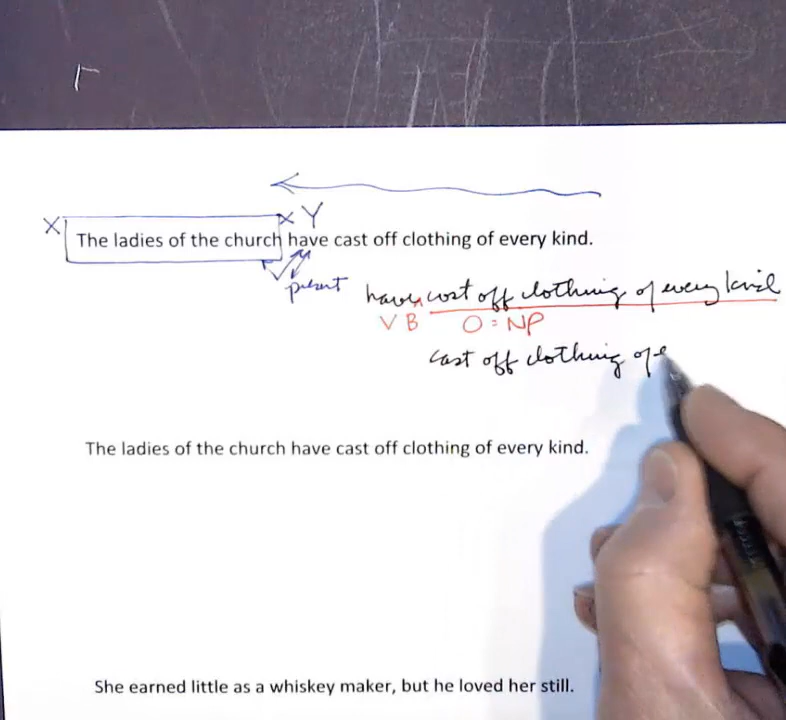 X Y
X The ladies of the church have cast off clothing of every kind.
present have cast off clothing of every kind
VB O = NP
cast off clothing of e
The ladies of the church have cast off clothing of every kind.
She earned little as a whiskey maker, but he loved her still.